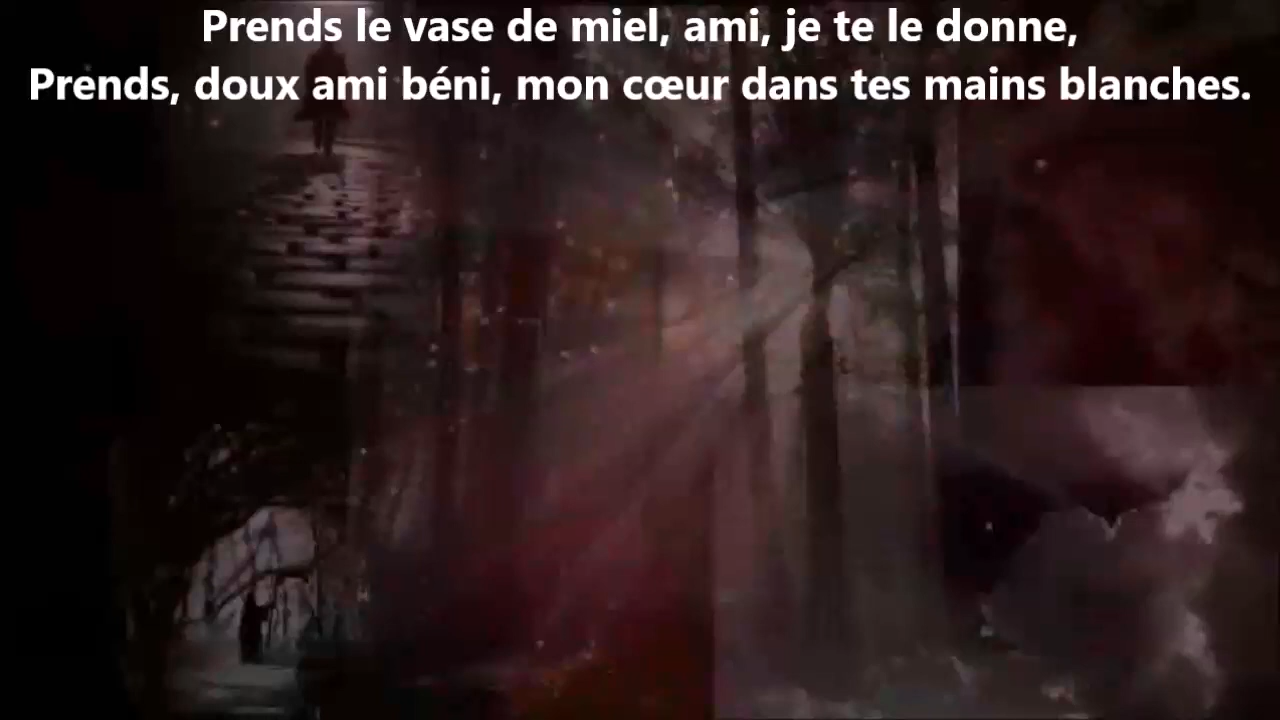 Prends le vase de miel, ami, je te le donne,
Prends, doux ami béni, mon cœur dans tes mains blanches.